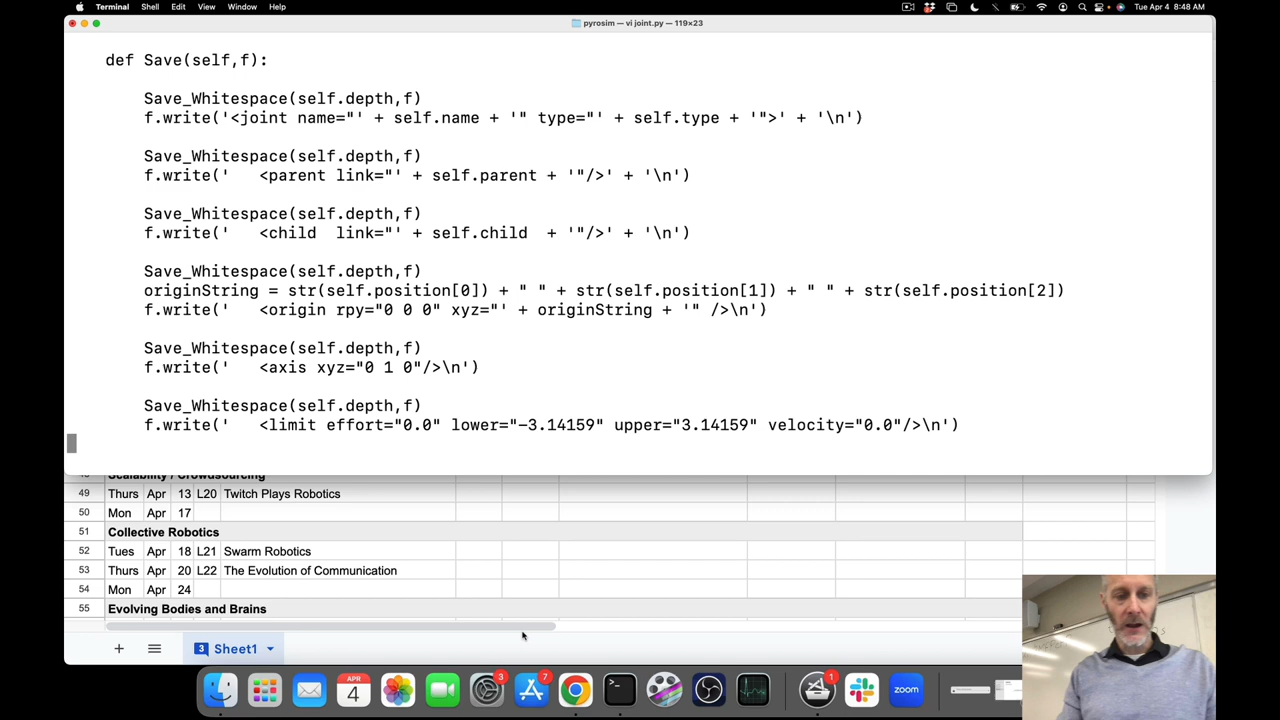 Terminal Shell Edit View Window Help Tue Apr 4 8:48 AM
pyrosim — vi joint.py — 119×23
def Save(self,f):
Save_Whitespace(self.depth,f)
f.write('<joint name="' + self.name + '" type="' + self.type + '">' + '\n')
Save_Whitespace(self.depth,f)
f.write('   <parent link="' + self.parent + '"/>' + '\n')
Save_Whitespace(self.depth,f)
f.write('   <child  link="' + self.child  + '"/>' + '\n')
Save_Whitespace(self.depth,f)
originString = str(self.position[0]) + " " + str(self.position[1]) + " " + str(self.position[2])
f.write('   <origin rpy="0 0 0" xyz="' + originString + '" />\n')
Save_Whitespace(self.depth,f)
f.write('   <axis xyz="0 1 0"/>\n')
Save_Whitespace(self.depth,f)
f.write('   <limit effort="0.0" lower="-3.14159" upper="3.14159" velocity="0.0"/>\n')
Scalability / Crowdsourcing
49 Thurs Apr 13 L20 Twitch Plays Robotics
50 Mon Apr 17
51 Collective Robotics
52 Tues Apr 18 L21 Swarm Robotics
53 Thurs Apr 20 L22 The Evolution of Communication
54 Mon Apr 24
55 Evolving Bodies and Brains
+ 3 Sheet1
APR
4 3 7 1 zoom